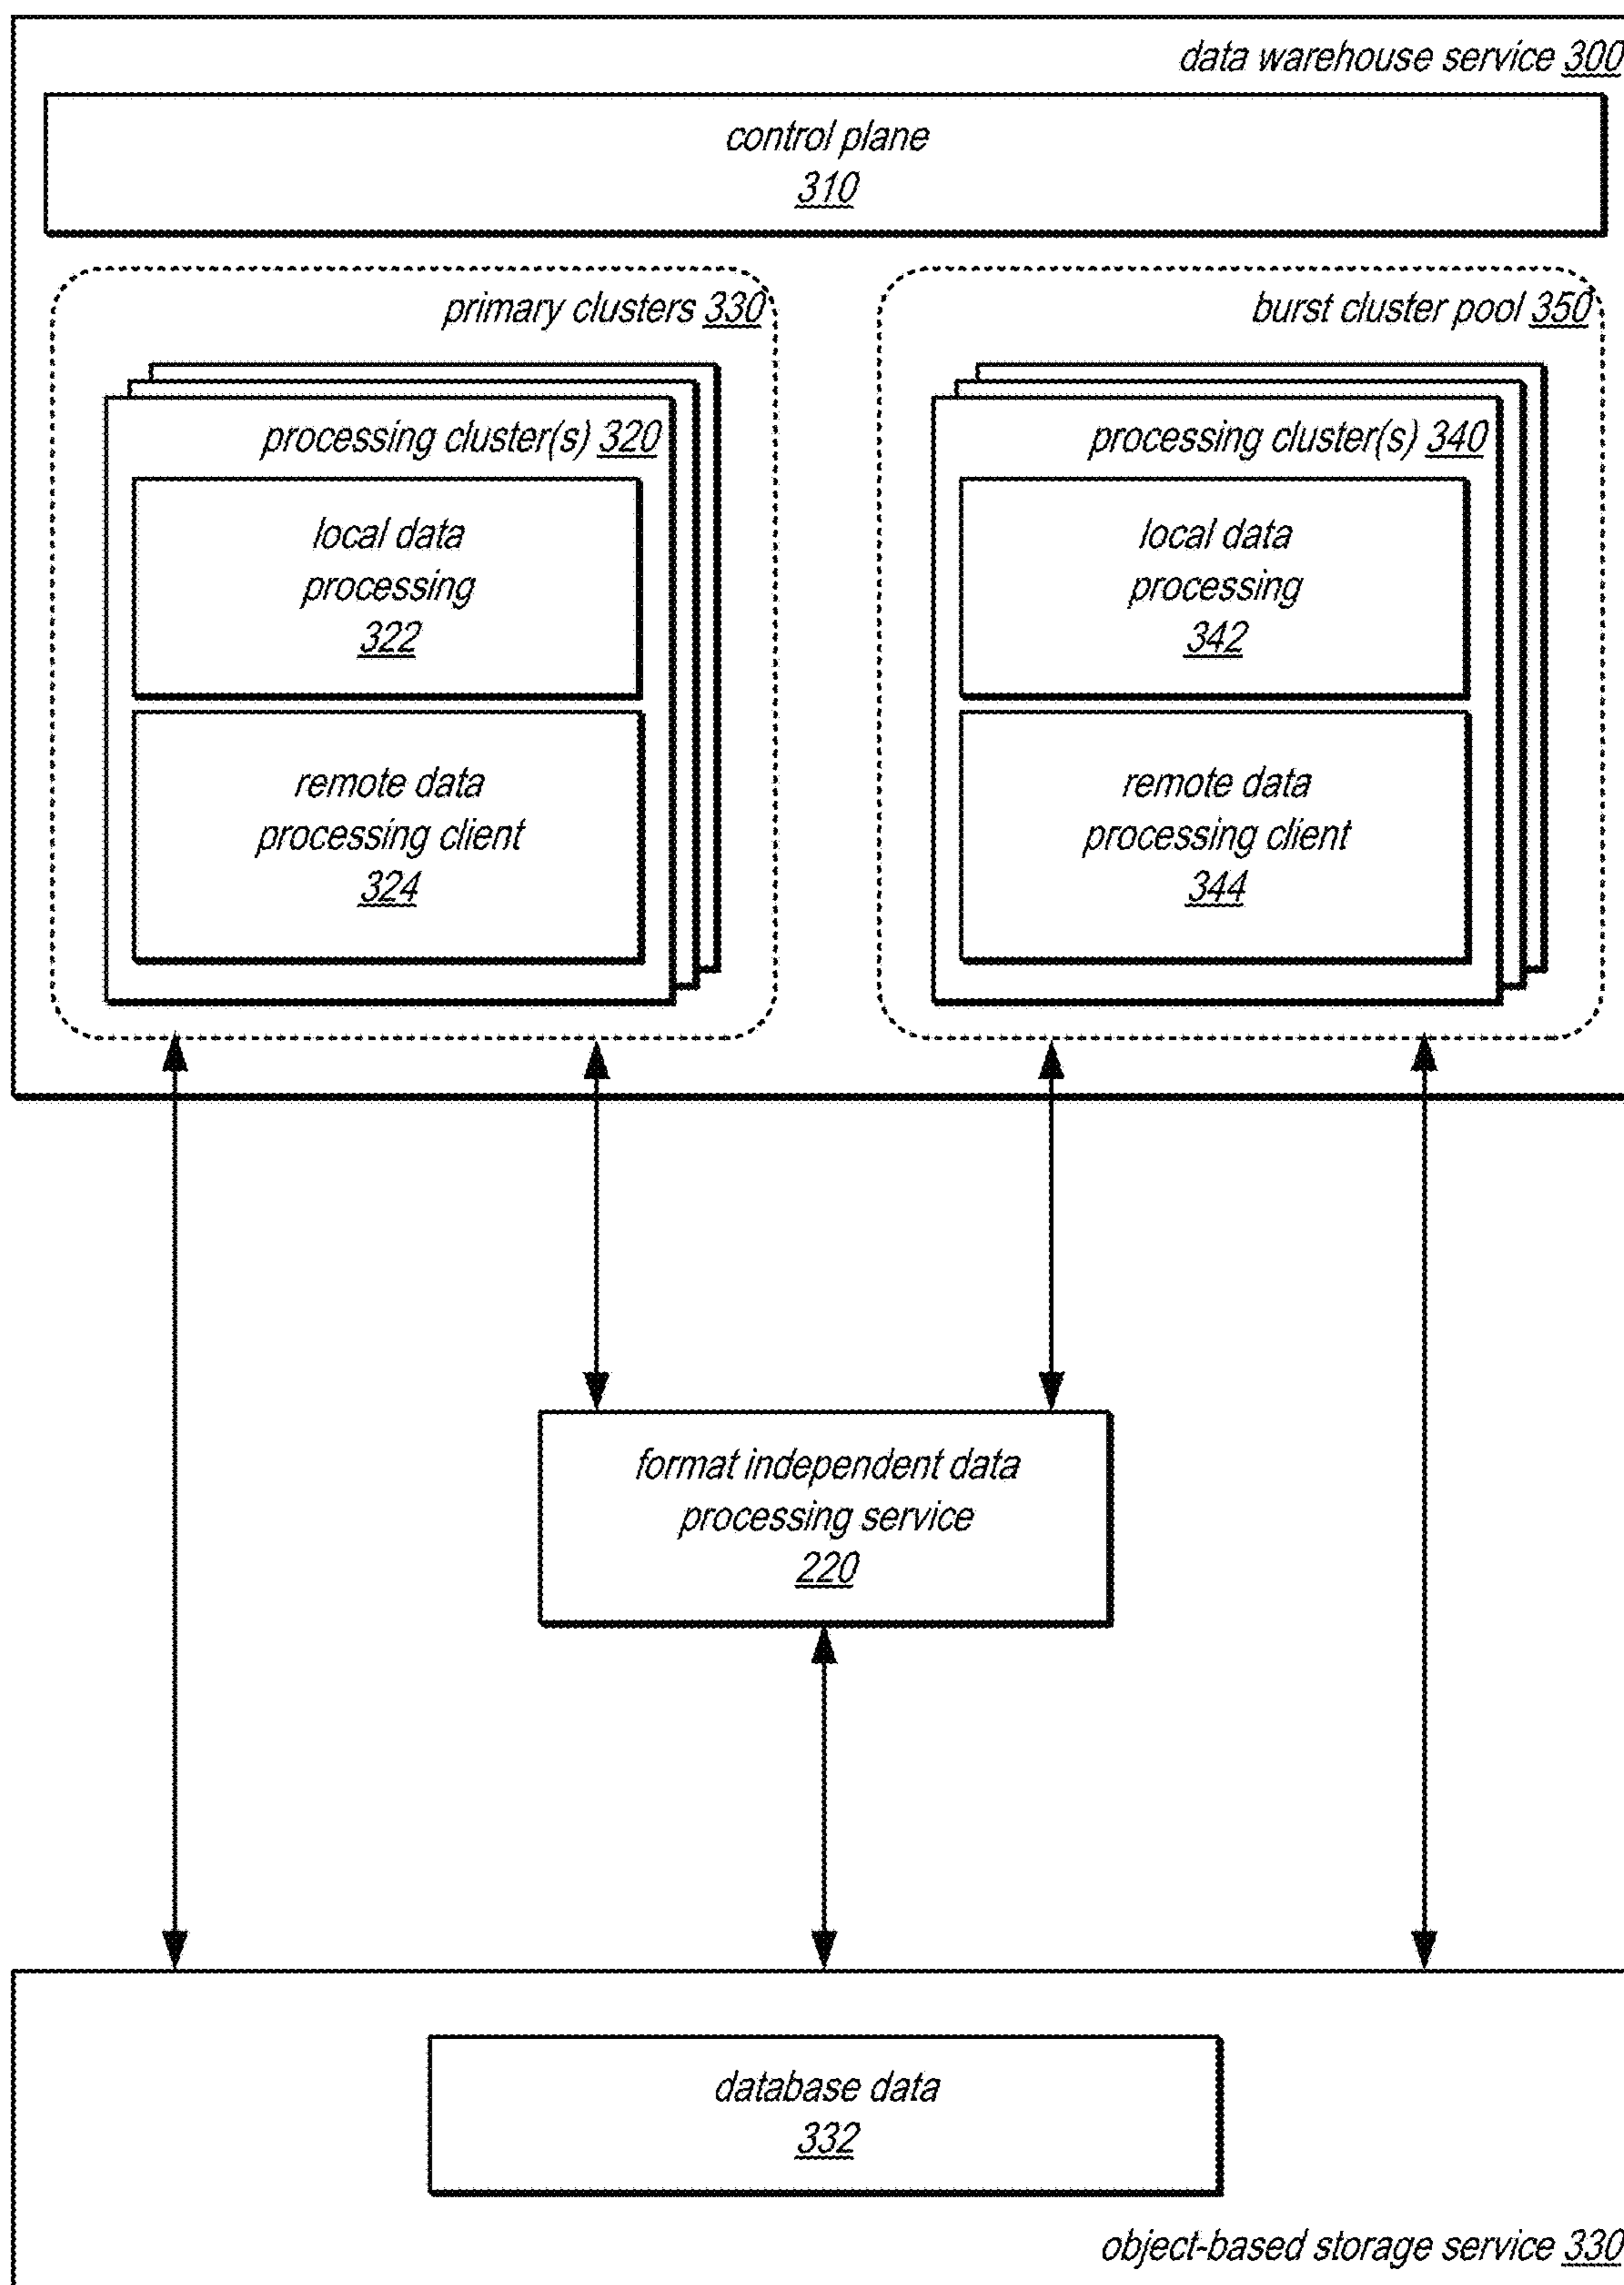 data warehouse service 300
control plane
310
primary clusters 330
processing cluster(s) 320
local data
processing
322
remote data
processing client
324
burst cluster pool 350
processing cluster(s) 340
local data
processing
342
remote data
processing client
344
format independent data
processing service
220
database data
332
object-based storage service 330